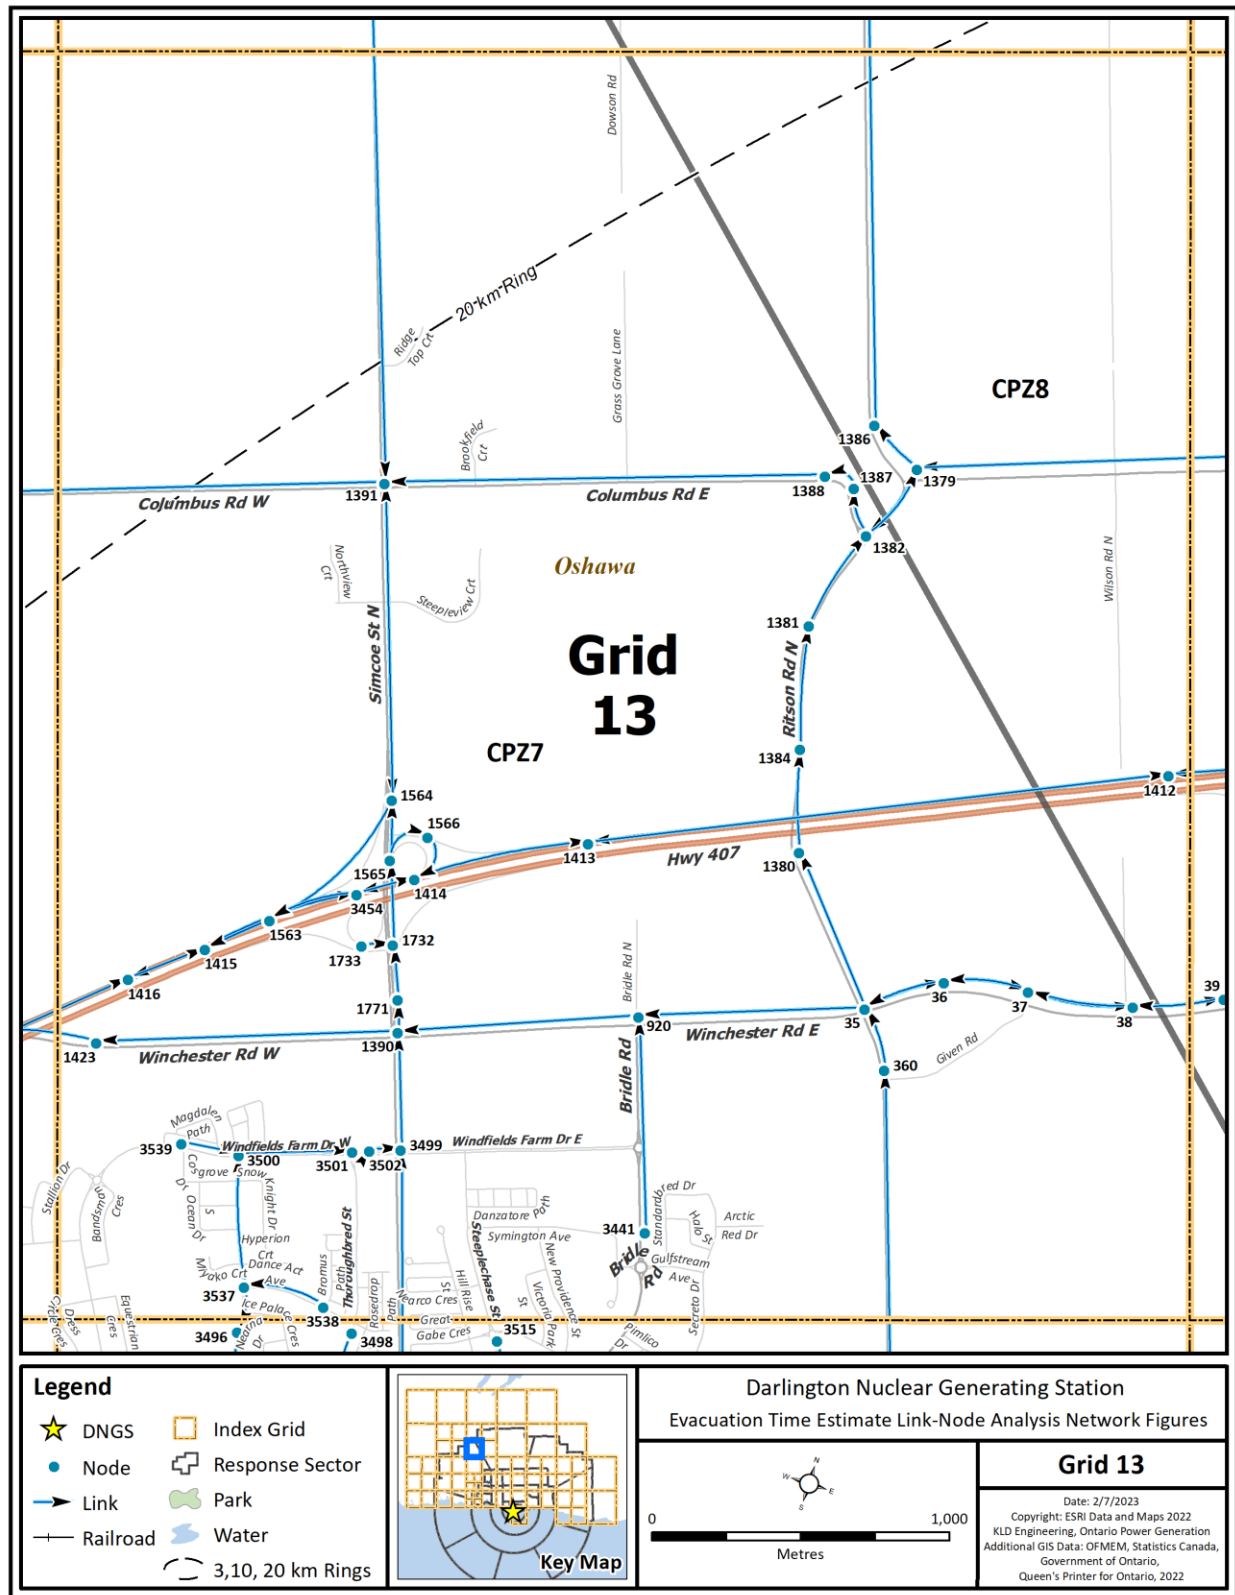 Dowson Rd
20 km Ring
Ridge
Top Crt
Grass Grove Lane
CPZ8
Brookfield
Crt
1386
1387
1379
1388
1391
Columbus Rd W
Columbus Rd E
1382
Northview
Crt
Oshawa
Steepleview Crt
Wilson Rd N
1381
Simcoe St N
Grid
13
Ritson Rd N
CPZ7
1384
1412
1564
1566
1413
Hwy 407
1565
1380
1414
3454
1563
1732
1733
1415
Bridle Rd N
1416
1771
36
37
39
38
35
920
Winchester Rd E
1390
1423
Winchester Rd W
Given Rd
360
Bridle Rd
Magdalen
Path
3539
Windfields Farm Dr W
3499
Windfields Farm Dr E
3500
3501
3502
Stallion Dr
Cosgrove
Dr
Snow
Knight Dr
Bandsman
Cres
Ocean Dr
S
Danzatore Path
Standardbred Dr
Halo St
Arctic
Red Dr
3441
Symington Ave
Hyperion
Crt
Thoroughbred St
Steeplechase St
New Providence St
Bridle
Rd
Gulfstream
Ave
Miyako Crt
Dance Act
Ave
Bromus
Path
Hill Rise
St
Victoria Park
St
Secreto Dr
3537
Ice Palace Cres
Rosedrop
Path
Nearco Cres
Great
Gabe Cres
3538
Circle Cres
Dress
Equestrian
Cres
3496
Nearna
Dr
3498
3515
Pimlico
Dr
Legend
DNGS
Node
Link
Railroad
Index Grid
Response Sector
Park
Water
3,10, 20 km Rings
Key Map
Darlington Nuclear Generating Station
Evacuation Time Estimate Link-Node Analysis Network Figures
N
W
E
S
0
1,000
Metres
Grid 13
Date: 2/7/2023
Copyright: ESRI Data and Maps 2022
KLD Engineering, Ontario Power Generation
Additional GIS Data: OFMEM, Statistics Canada,
Government of Ontario,
Queen's Printer for Ontario, 2022